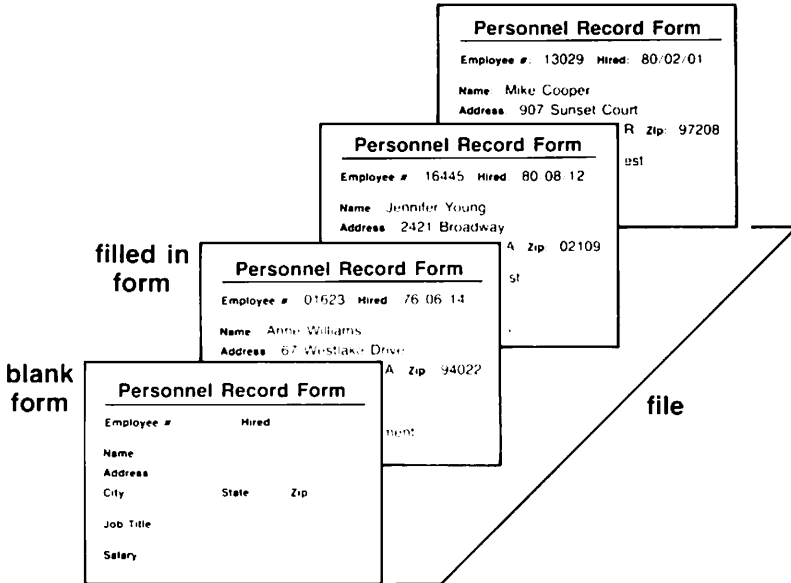 Personnel Record Form
Employee #: 13029 Hired: 80/02/01
Name: Mike Cooper
Address 907 Sunset Court
R Zip: 97208
est
Personnel Record Form
Employee # 16445 Hired 80 08 12
Name Jennifer Young
Address 2421 Broadway
A Zip: 02109
st
filled in
form
Personnel Record Form
Employee # 01623 Hired 76 06 14
Name Anne Williams
Address 67 Westlake Drive
A Zip 94022
ment
blank
form
Personnel Record Form
Employee # Hired
Name
Address
City State Zip
Job Title
Salary
file